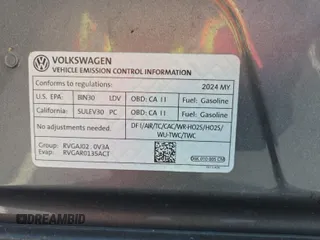 VOLKSWAGEN
VEHICLE EMISSION CONTROL INFORMATION
Conforms to regulations: 2024 MY
U.S. EPA: BIN30 LDV OBD: CA II Fuel: Gasoline
California: SULEV30 PC OBD: CA II Fuel: Gasoline
No adjustments needed. DFI/AIR/TC/CAC/WR-HO2S/HO2S/
WU-TWC/TWC
Group: RVGAJ02.0V3A
Evap: RVGAR0135ACT
DREAMBID